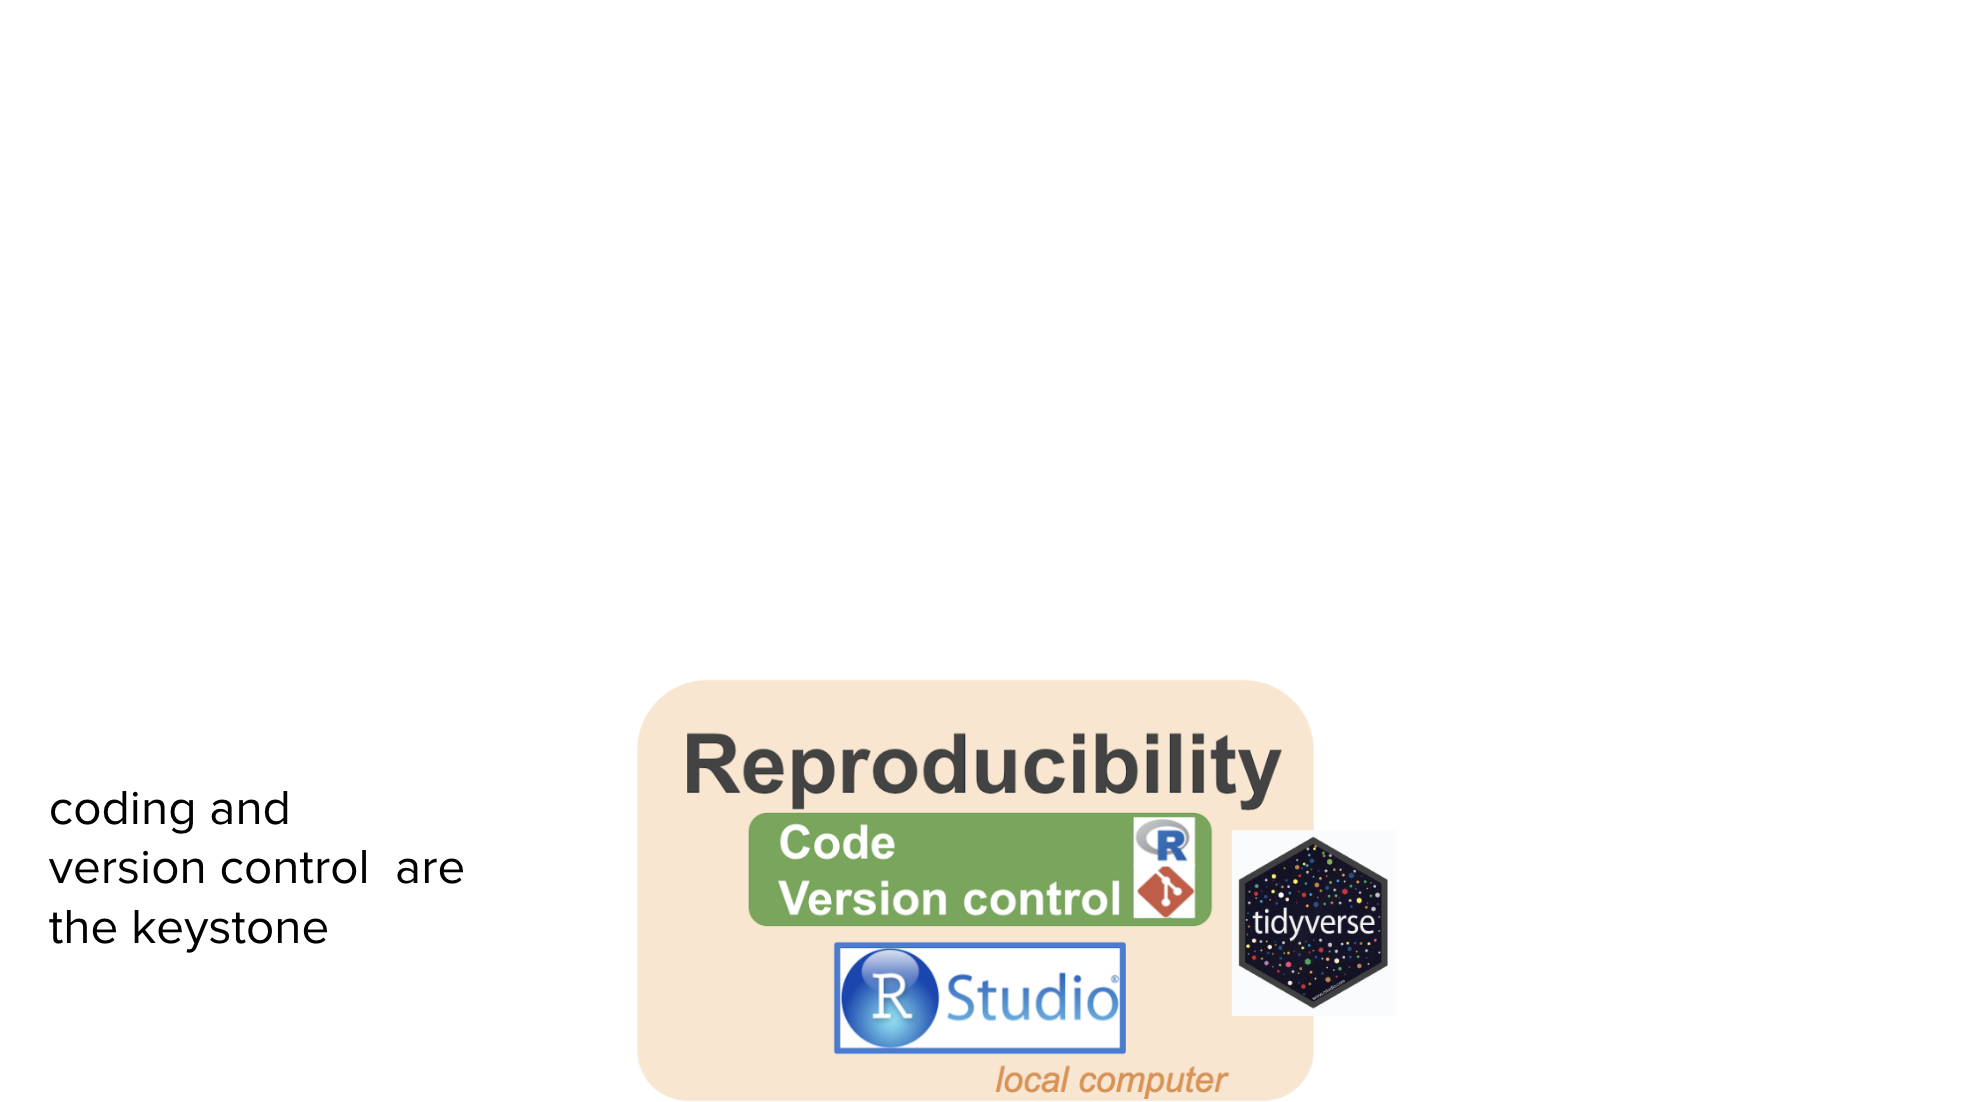 coding and
version control  are
the keystone
Reproducibility
Code
Version control
R
tidyverse
R Studio®
local computer